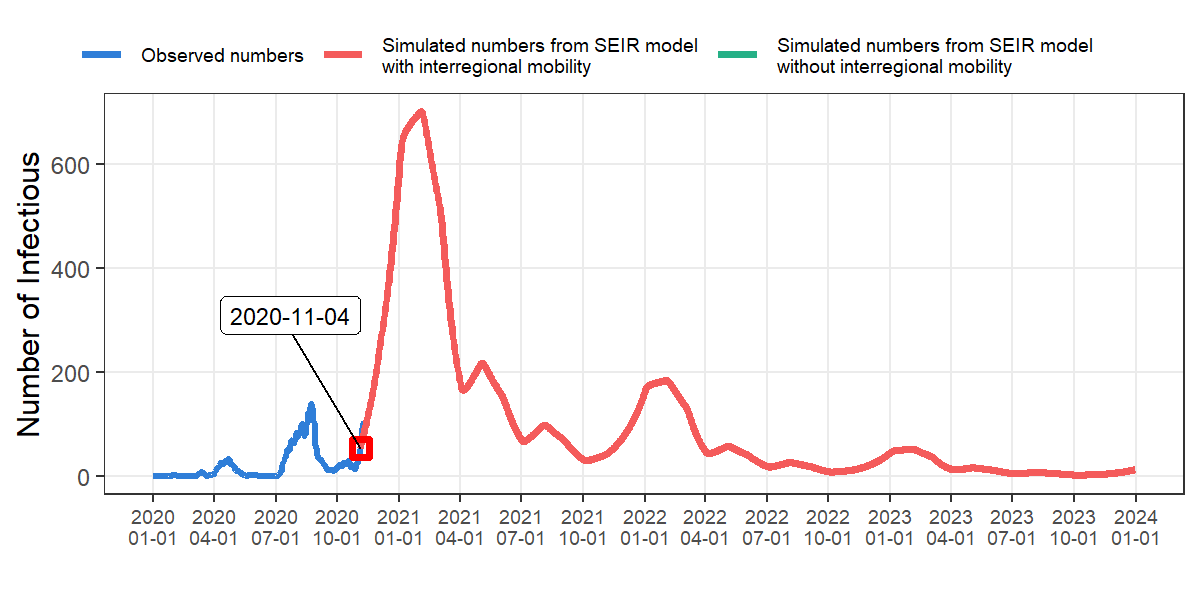 Observed numbers
Simulated numbers from SEIR model
with interregional mobility
Simulated numbers from SEIR model
without interregional mobility
Number of Infectious
600
400
200
0
2020-11-04
2020 2020 2020 2020 2021 2021 2021 2021 2022 2022 2022 2022 2023 2023 2023 2023 2024
01-01 04-01 07-01 10-01 01-01 04-01 07-01 10-01 01-01 04-01 07-01 10-01 01-01 04-01 07-01 10-01 01-01